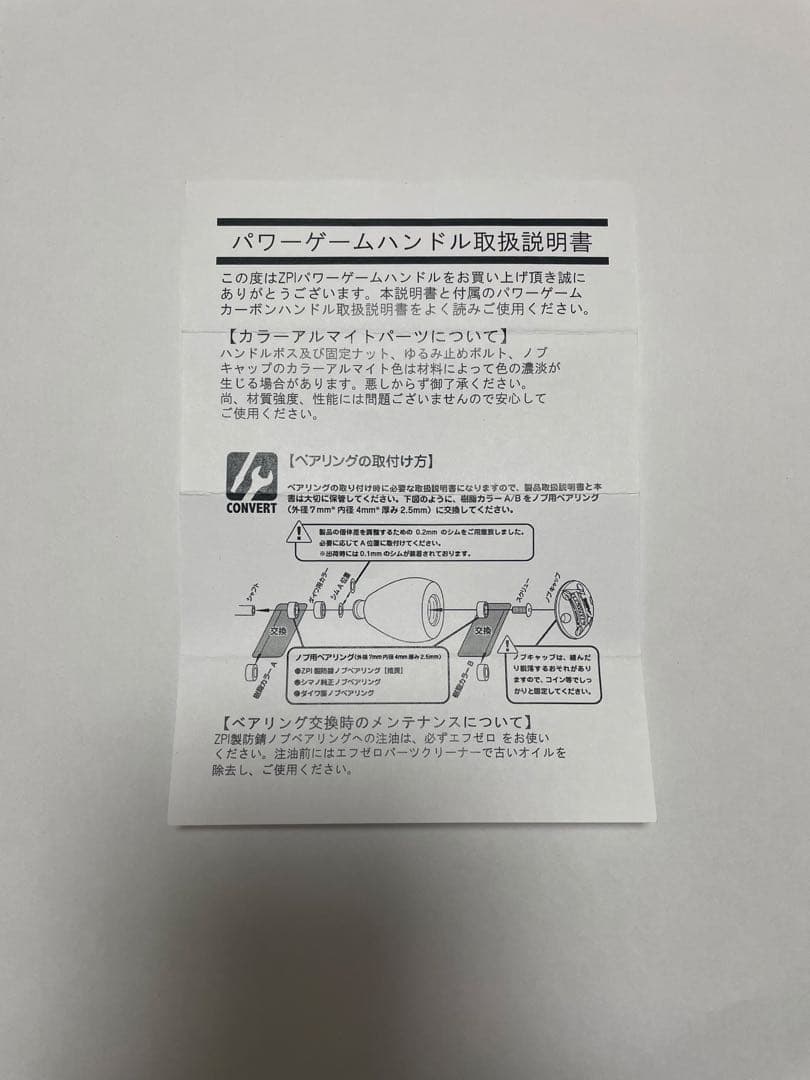 パワーゲームハンドル取扱説明書
この度はZPIパワーゲームハンドルをお買い上げ頂き誠に
ありがとうございます。本説明書と付属のパワーゲーム
カーボンハンドル取扱説明書をよく読みご使用ください。
【カラーアルマイトパーツについて】
ハンドルボス及び固定ナット、ゆるみ止めボルト、ノブ
キャップのカラーアルマイト色は材料によって色の濃淡が
生じる場合があります。悪しからず御了承ください。
尚、材質強度、性能には問題ございませんので安心して
ご使用ください。
CONVERT
【ベアリングの取付け方】
ベアリングの取り付け時に必要な取扱説明書になりますので、製品取扱説明書と本
書は大切に保管してください。下図のように、樹脂カラーA/Bをノブ用ベアリング
(外径7mm*内径4mm*厚み2.5mm)に交換してください。
製品の個体差を調整するための0.2mmのシムをご用意致しました。
必要に応じてA位置に取付けてください。
※出荷時には0.1mmのシムが装着されております。
シャフト
ダイワ用カラー
シムA位置
スクリュー
ノブキャップ
交換
交換
樹脂カラーA
樹脂カラーB
ノブ用ベアリング(外径7mm内径4mm厚み2.5mm)
●ZPI製防錆ノブベアリング【推奨】
●シマノ純正ノブベアリング
●ダイワ製ノブベアリング
ノブキャップは、緩んだ
り脱落するおそれがあり
ますので、コイン等でしっ
かりと固定してください。
【ベアリング交換時のメンテナンスについて】
ZPI製防錆ノブベアリングへの注油は、必ずエフゼロ をお使い
ください。注油前にはエフゼロパーツクリーナーで古いオイルを
除去し、ご使用ください。